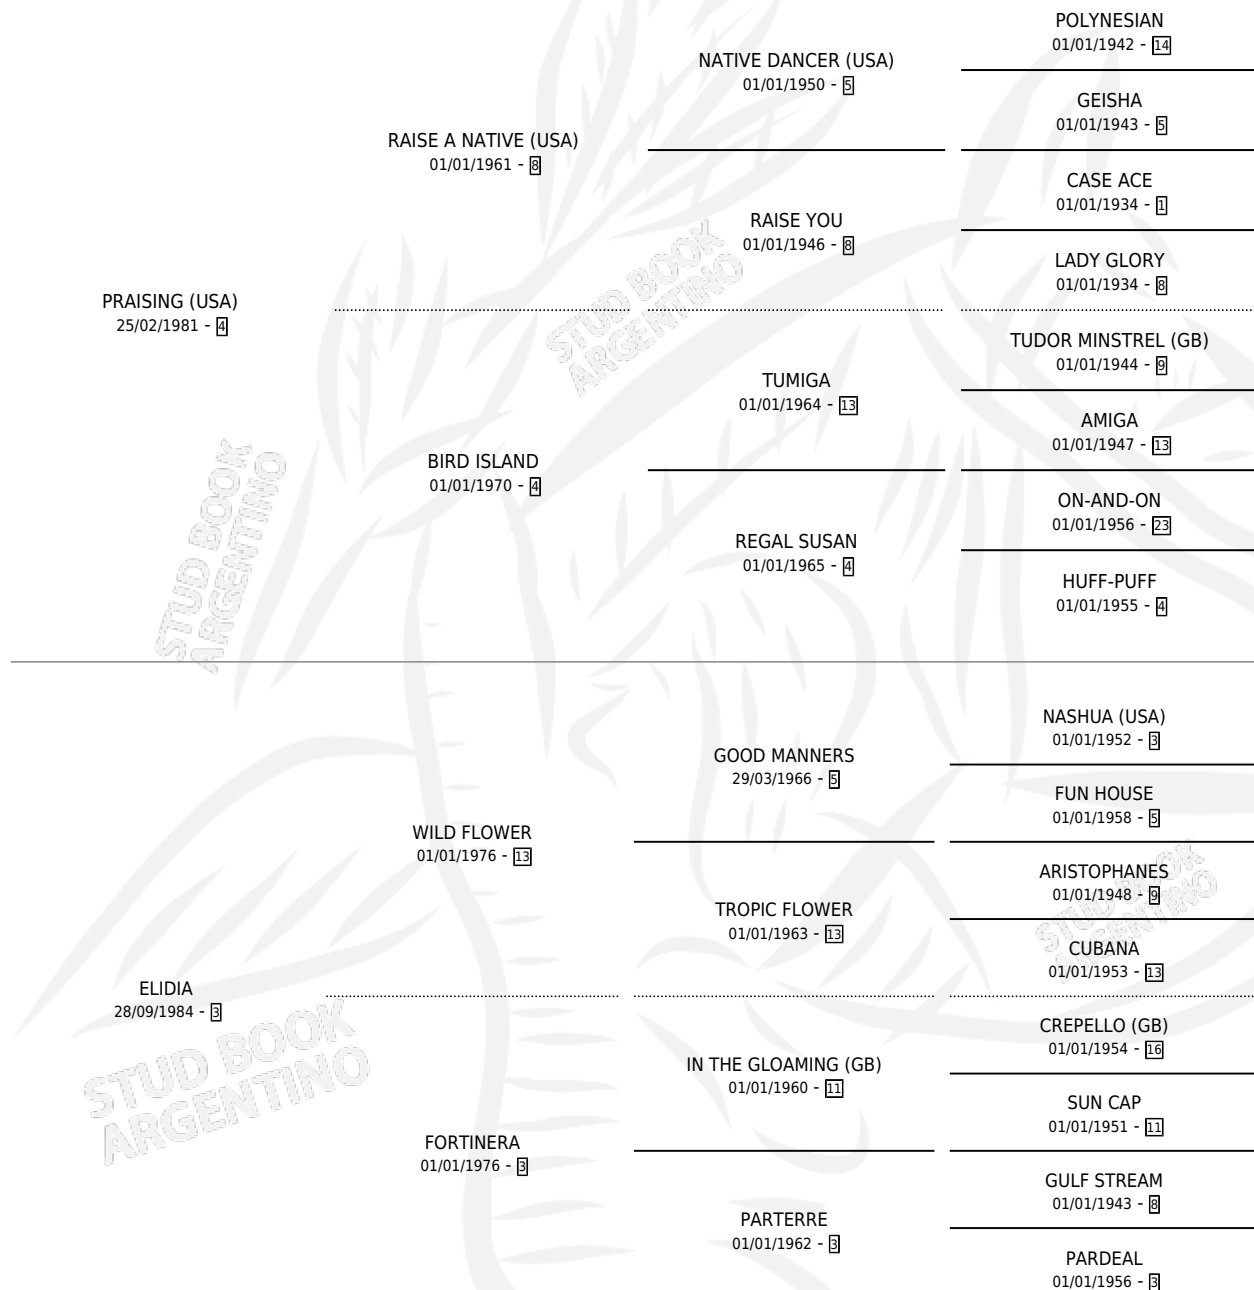 POLYNESIAN
01/01/1942 - 14
NATIVE DANCER (USA)
01/01/1950 - 5
GEISHA
01/01/1943 - 5
RAISE A NATIVE (USA)
01/01/1961 - 8
CASE ACE
01/01/1934 - 1
RAISE YOU
01/01/1946 - 8
LADY GLORY
01/01/1934 - 8
PRAISING (USA)
25/02/1981 - 4
TUDOR MINSTREL (GB)
01/01/1944 - 9
TUMIGA
01/01/1964 - 13
AMIGA
01/01/1947 - 13
BIRD ISLAND
01/01/1970 - 4
ON-AND-ON
01/01/1956 - 23
REGAL SUSAN
01/01/1965 - 4
HUFF-PUFF
01/01/1955 - 4
NASHUA (USA)
01/01/1952 - 3
GOOD MANNERS
29/03/1966 - 5
FUN HOUSE
01/01/1958 - 5
WILD FLOWER
01/01/1976 - 13
ARISTOPHANES
01/01/1948 - 9
TROPIC FLOWER
01/01/1963 - 13
CUBANA
01/01/1953 - 13
ELIDIA
28/09/1984 - 3
CREPELLO (GB)
01/01/1954 - 16
IN THE GLOAMING (GB)
01/01/1960 - 11
SUN CAP
01/01/1951 - 11
FORTINERA
01/01/1976 - 3
GULF STREAM
01/01/1943 - 8
PARTERRE
01/01/1962 - 3
PARDEAL
01/01/1956 - 3
STUD BOOK
ARGENTINO
STUD BOOK
ARGENTINO
STUD BOOK
ARGENTINO
STUD BOOK
ARGENTINO